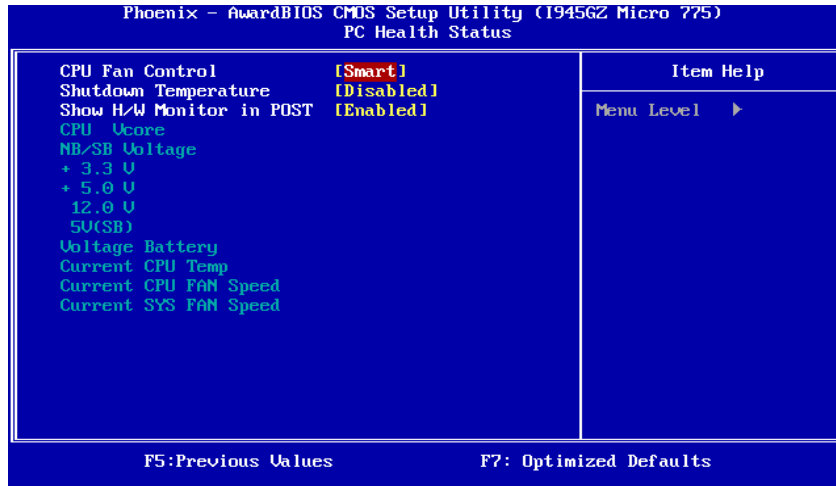 Phoenix - AwardBIOS CMOS Setup Utility (I945GZ Micro 775)
PC Health Status
CPU Fan Control [Smart]
Shutdown Temperature [Disabled]
Show H/W Monitor in POST [Enabled]
CPU Vcore
NB/SB Voltage
+ 3.3 V
+ 5.0 V
12.0 V
5V(SB)
Voltage Battery
Current CPU Temp
Current CPU FAN Speed
Current SYS FAN Speed
Item Help
Menu Level
F5:Previous Values F7: Optimized Defaults